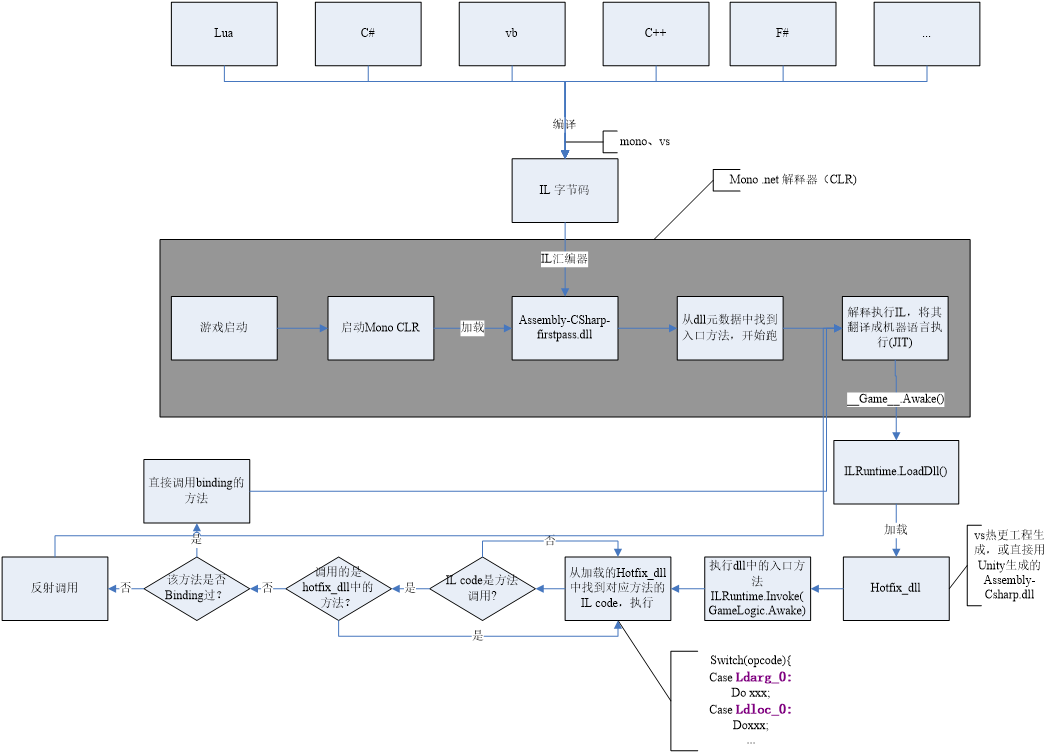 Lua
C#
vb
C++
F#
...
编译
mono、vs
IL 字节码
Mono .net 解释器（CLR)
IL汇编器
游戏启动
启动Mono CLR
加载
Assembly-CSharp-
firstpass.dll
从dll元数据中找到
入口方法，开始跑
解释执行IL，将其
翻译成机器语言执
行(JIT)
__Game__.Awake()
ILRuntime.LoadDll()
加载
直接调用binding的
方法
是
否
反射调用
否
该方法是否
Binding过？
否
调用的是
hotfix_dll中的
方法？
是
IL code是方法
调用?
从加载的Hotfix_dll
中找到对应方法的
IL code，执行
执行dll中的入口方
法
ILRuntime.Invoke(
GameLogic.Awake)
Hotfix_dll
vs热更工程生
成，或直接用
Unity生成的
Assembly-
Csharp.dll
是
Switch(opcode{
Case Ldarg_0:
Do xxx;
Case Ldloc_0:
Doxxx;
...